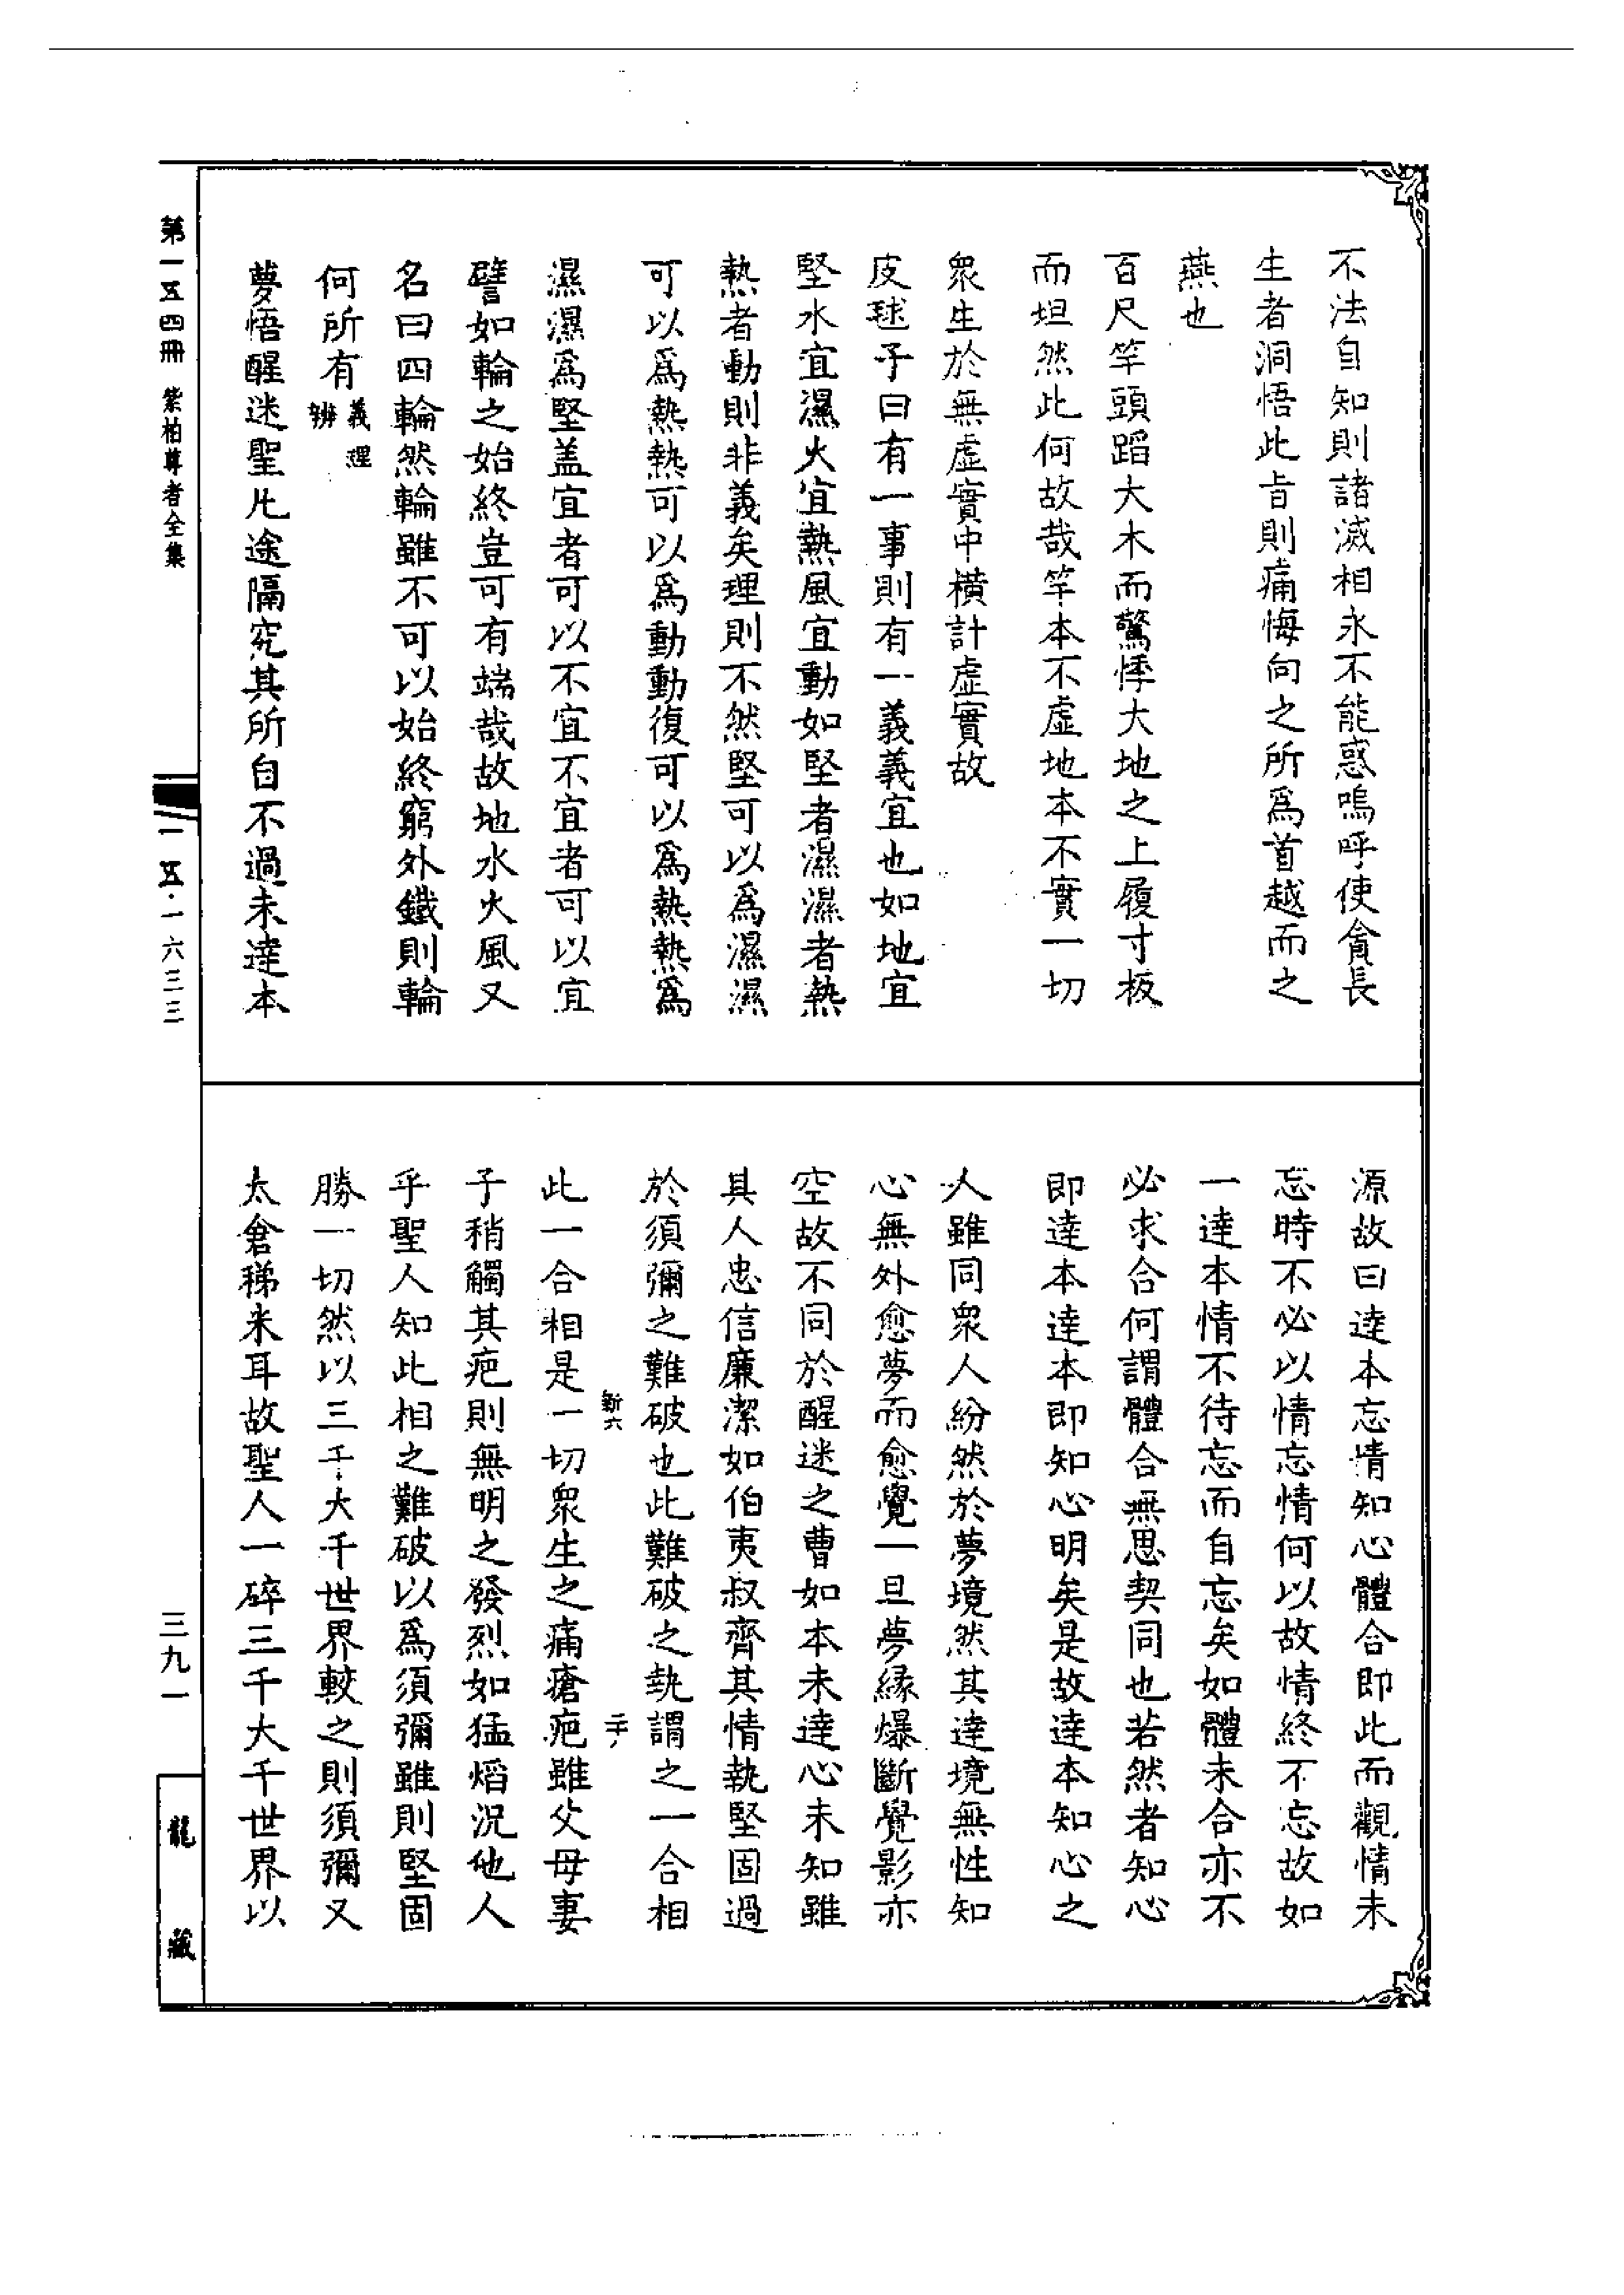 不法自知則諸滅相永不能惑嗚呼使貪長
生者洞悟此旨則痛悔向之所爲首越而之
燕也
百尺竿頭蹈大木而驚悸大地之上履寸板
而坦然此何故哉竿本不虛地本不實一切
衆生於無虛實中橫計虛實故
皮毬子曰有一事則有一義義宜也如地宜
堅水宜濕火宜熱風宜動如堅者濕濕者熱
熱者動則非義矣理則不然堅可以爲濕濕
可以爲熱熱可以爲動動復可以爲熱熱爲
濕濕爲堅盖宜者可以不宜不宜者可以宜
譬如輪之始終豈可有端哉故地水火風又
名曰四輪然輪雖不可以始終窮外鐵則輪
何所有義理辨
夢悟醒迷聖凡途隔究其所自不過未達本
源故曰達本忘情知心體合即此而觀情未
忘時不必以情忘情何以故情終不忘故如
一達本情不待忘而自忘矣如體未合亦不
必求合何謂體合無思契同也若然者知心
即達本達本即知心明矣是故達本知心之
人雖同衆人紛然於夢境然其達境無性知
心無外愈夢而愈覺一旦夢緣爆斷覺影亦
空故不同於醒迷之曹如本未達心未知雖
其人忠信廉潔如伯夷叔齊其情執堅固過
於須彌之難破也此難破之執謂之一合相
新六
此一合相是一切衆生之痛瘡疤雖父母妻
子稍觸其疤則無明之發烈如猛熖況他人
乎聖人知此相之難破以爲須彌雖則堅固
勝一切然以三千大千世界較之則須彌又
太倉稊米耳故聖人一碎三千大千世界以
第一五四冊 紫柏尊者全集
一五·一六三三
三九一
龍藏